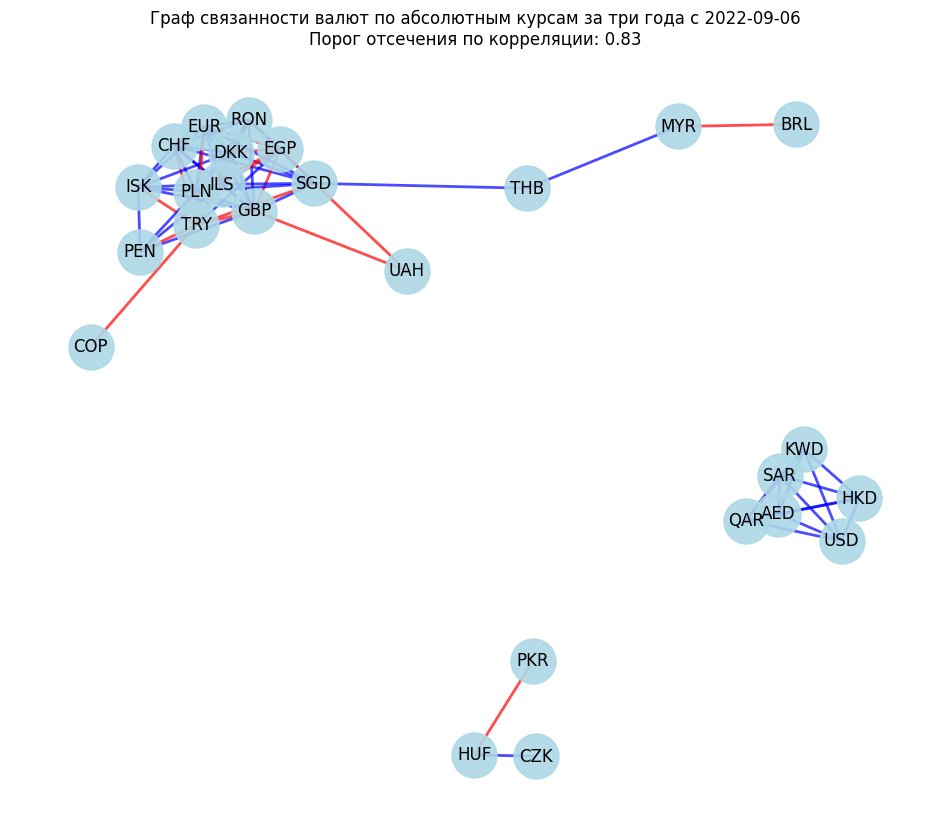 Граф связанности валют по абсолютным курсам за три года с 2022-09-06
Порог отсечения по корреляции: 0.83
RON
EUR
MYR
BRL
CHF
EGP
DKK
ISK
PLN
ILS
SGD
THB
GBP
TRY
PEN
UAH
COP
KWD
SAR
HKD
QAR
AED
USD
PKR
HUF
CZK